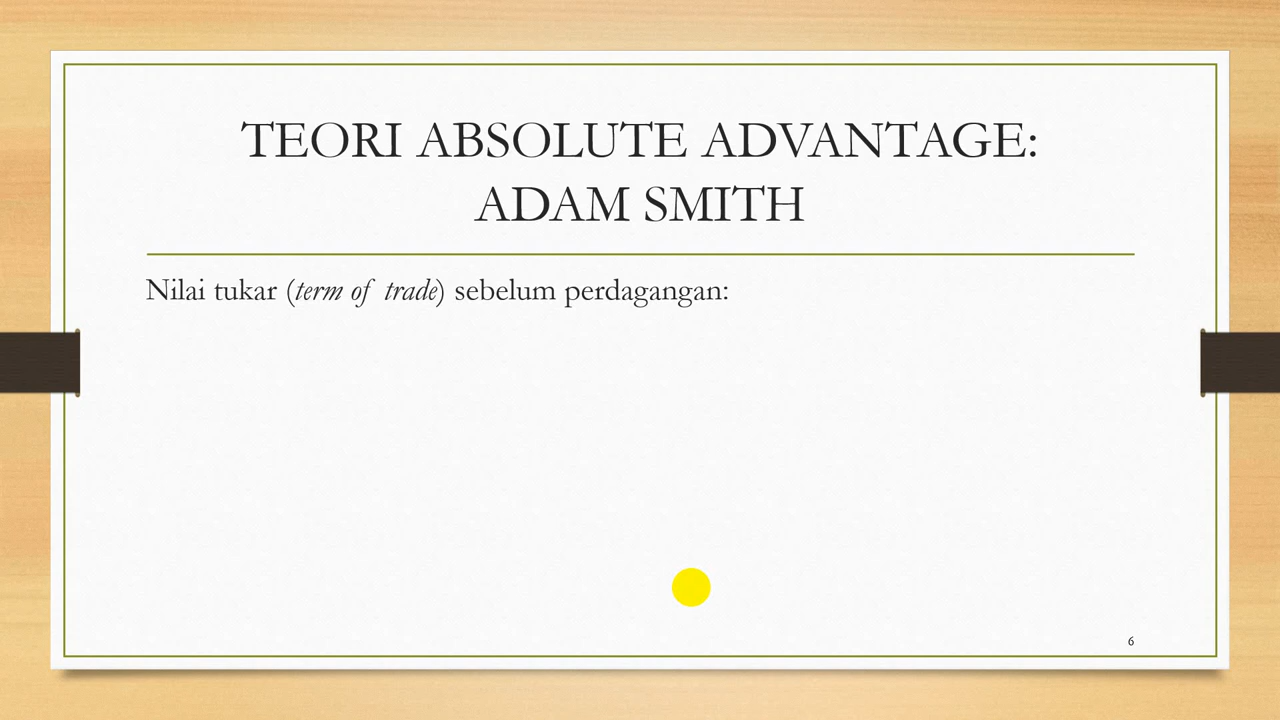 TEORI ABSOLUTE ADVANTAGE:
ADAM SMITH
Nilai tukar (term of trade) sebelum perdagangan:
6